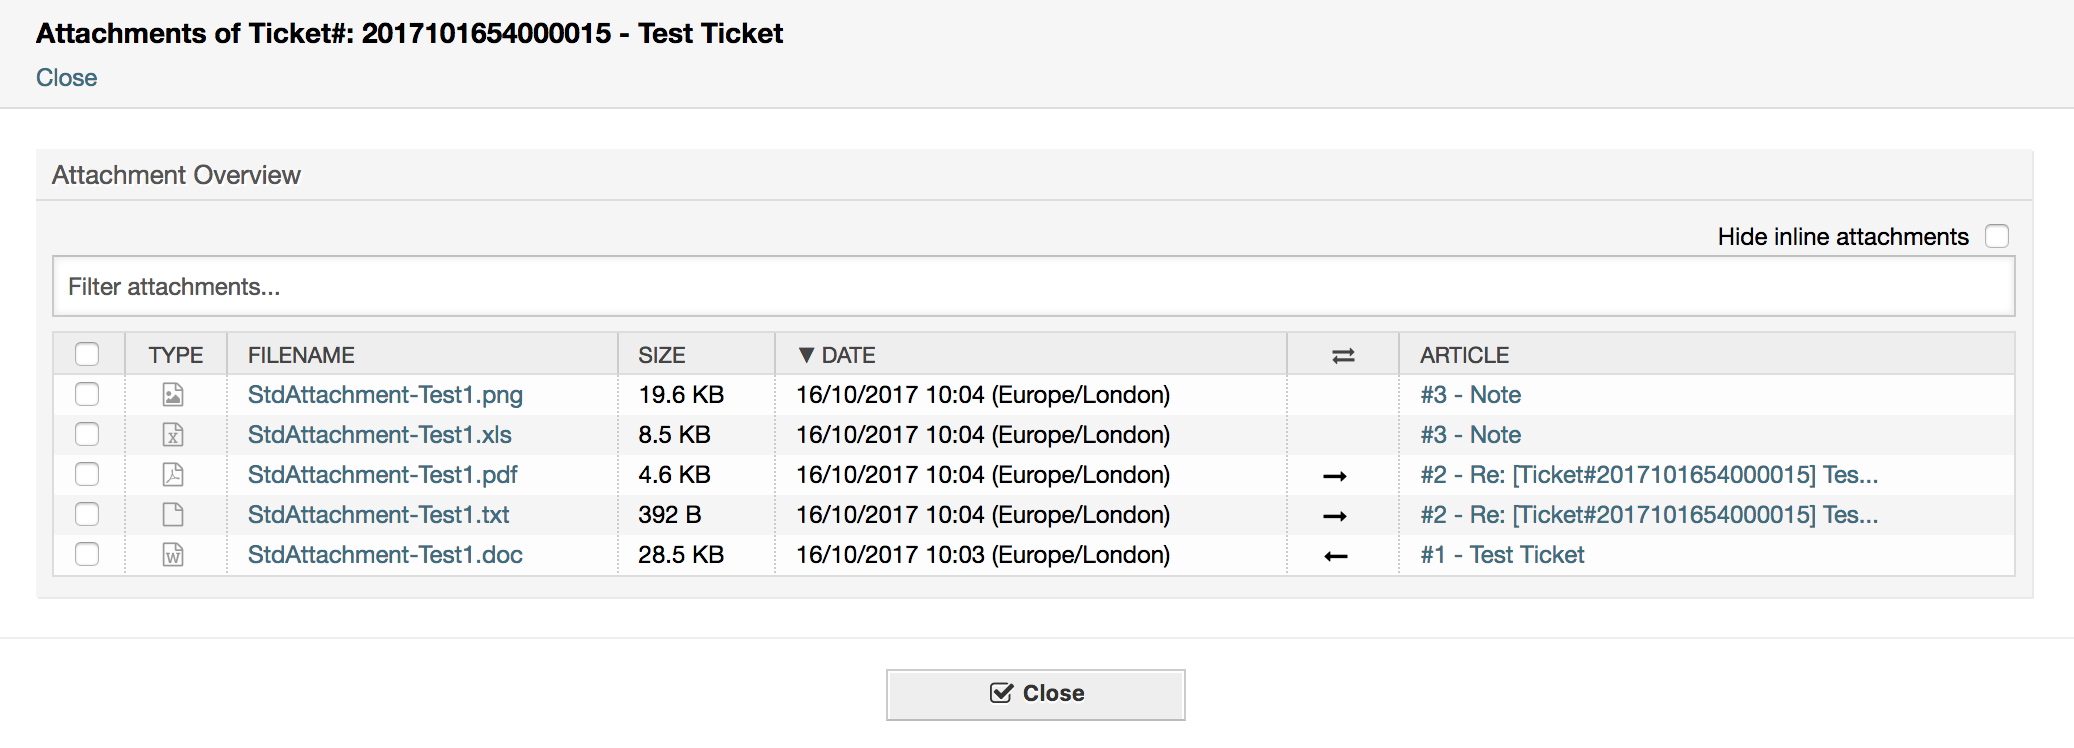 Attachments of Ticket#: 2017101654000015 - Test Ticket
Close
Attachment Overview
Hide inline attachments
Filter attachments...
TYPE FILENAME SIZE ▼ DATE ⇄ ARTICLE
StdAttachment-Test1.png 19.6 KB 16/10/2017 10:04 (Europe/London) #3 - Note
StdAttachment-Test1.xls 8.5 KB 16/10/2017 10:04 (Europe/London) #3 - Note
StdAttachment-Test1.pdf 4.6 KB 16/10/2017 10:04 (Europe/London) → #2 - Re: [Ticket#2017101654000015] Tes...
StdAttachment-Test1.txt 392 B 16/10/2017 10:04 (Europe/London) → #2 - Re: [Ticket#2017101654000015] Tes...
StdAttachment-Test1.doc 28.5 KB 16/10/2017 10:03 (Europe/London) ← #1 - Test Ticket
Close